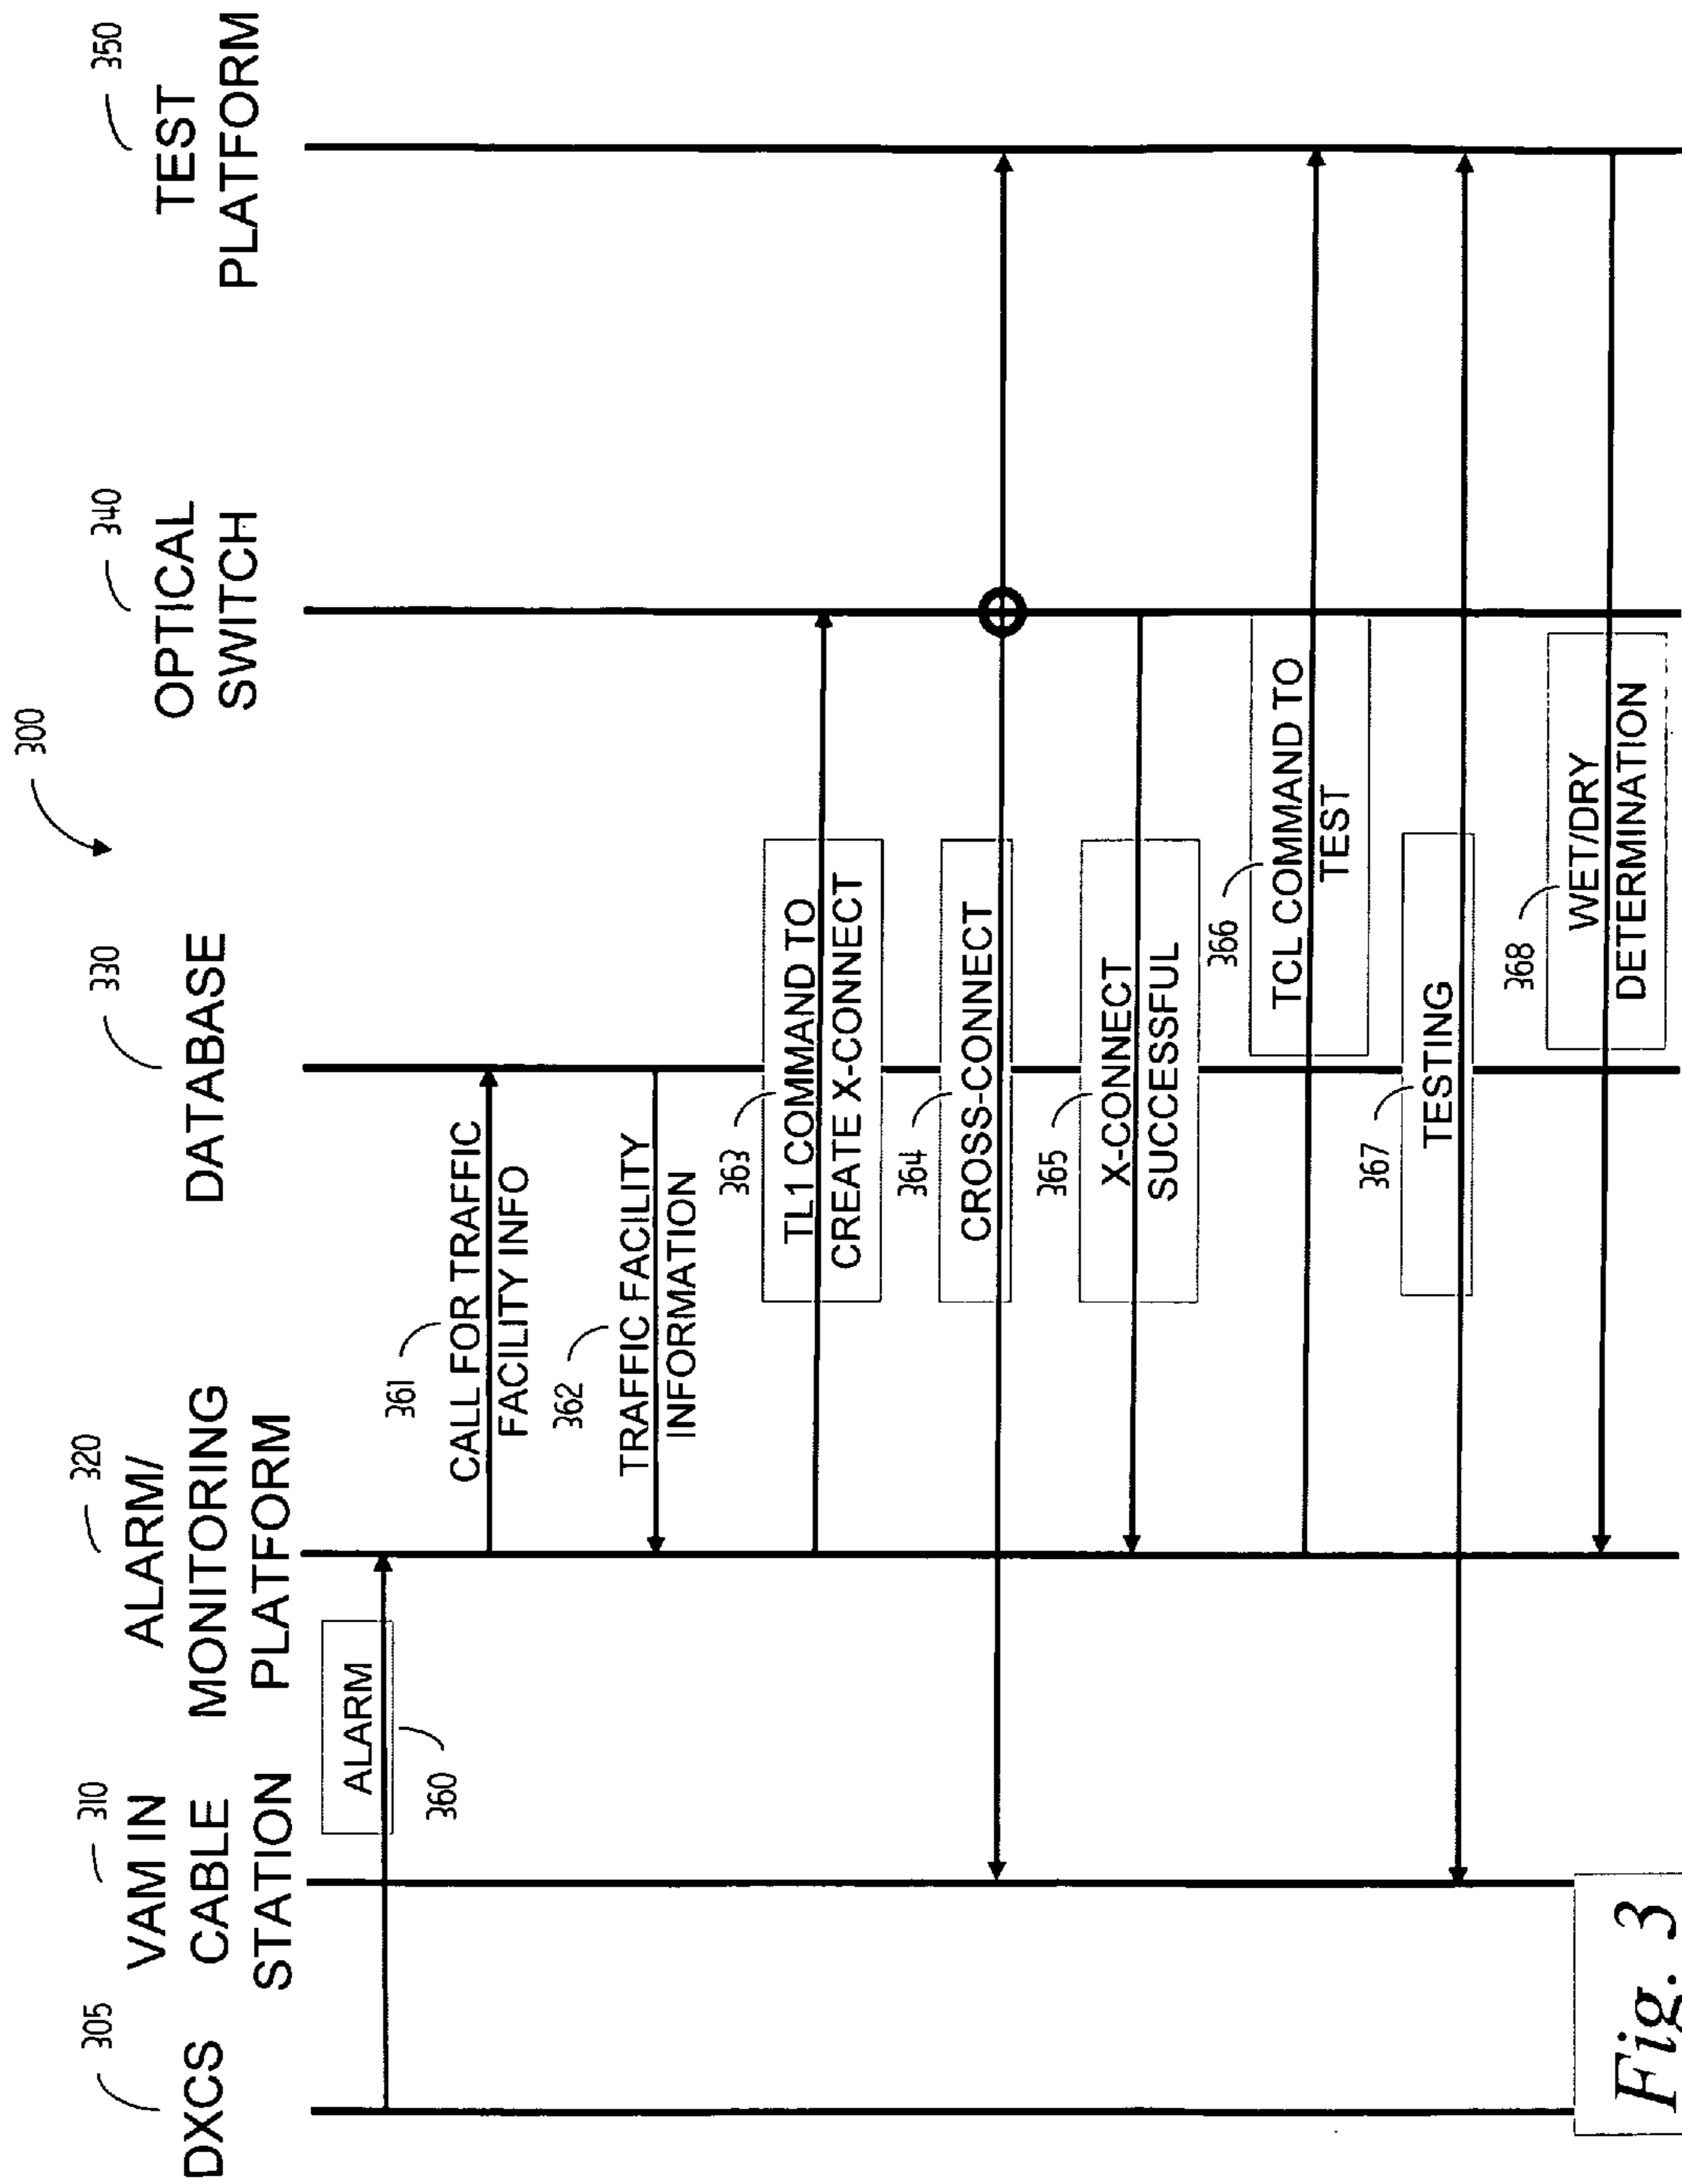 300
305
DXCS
310
VAM IN
CABLE
STATION
320
ALARM/
MONITORING
PLATFORM
330
DATABASE
340
OPTICAL
SWITCH
350
TEST
PLATFORM
ALARM
360
361
CALL FOR TRAFFIC
FACILITY INFO
362
TRAFFIC FACILITY
INFORMATION
363
TL1 COMMAND TO
CREATE X-CONNECT
364
CROSS-CONNECT
365
X-CONNECT
SUCCESSFUL
366
TCL COMMAND TO
TEST
367
TESTING
368
WET/DRY
DETERMINATION
Fig. 3